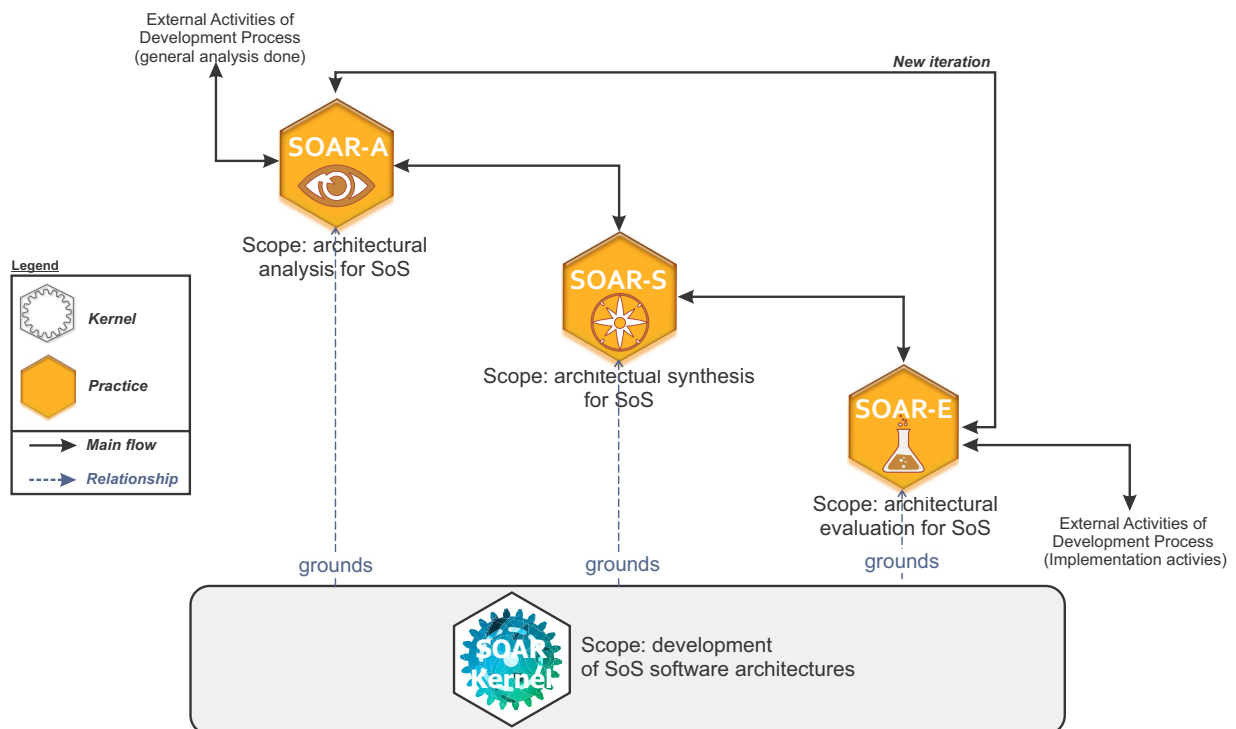 External Activities of
Development Process
(general analysis done)
New iteration
SOAR-A
Scope: architectural
analysis for SoS
SOAR-S
Scope: architectual synthesis
for SoS
SOAR-E
Scope: architectural
evaluation for SoS
External Activities of
Development Process
(Implementation activies)
Legend
Kernel
Practice
Main flow
Relationship
grounds
grounds
grounds
SOAR
Kernel
Scope: development
of SoS software architectures